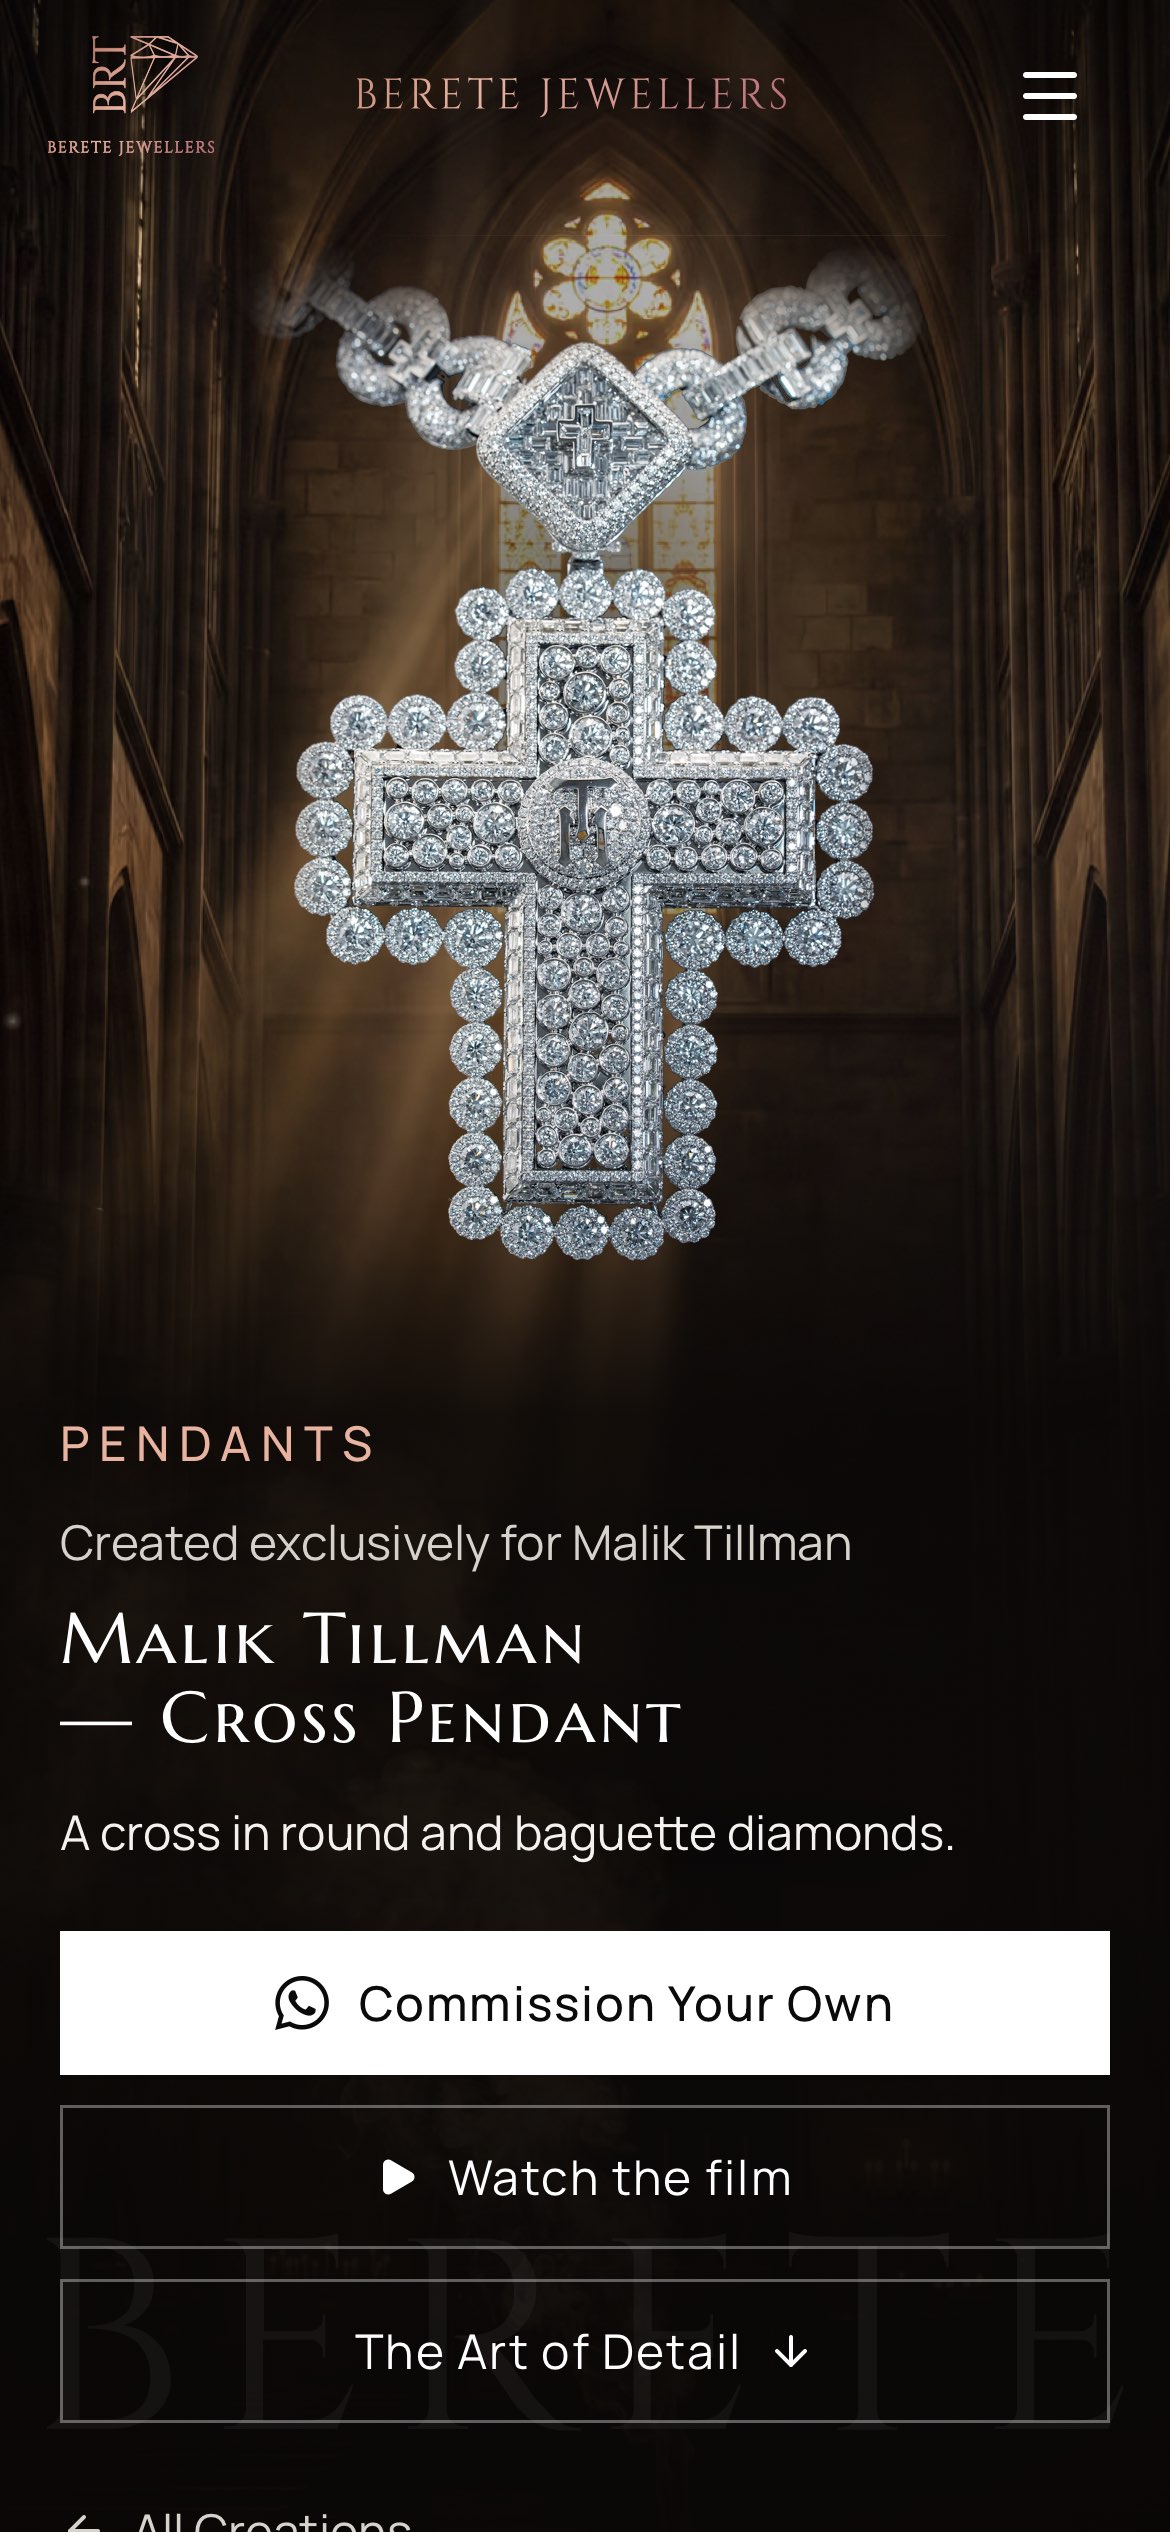 BRT
BERETE JEWELLERS
BERETE JEWELLERS
TM
PENDANTS
Created exclusively for Malik Tillman
Malik Tillman
— Cross Pendant
A cross in round and baguette diamonds.
Commission Your Own
Watch the film
BERETE
The Art of Detail ↓
← All Creations